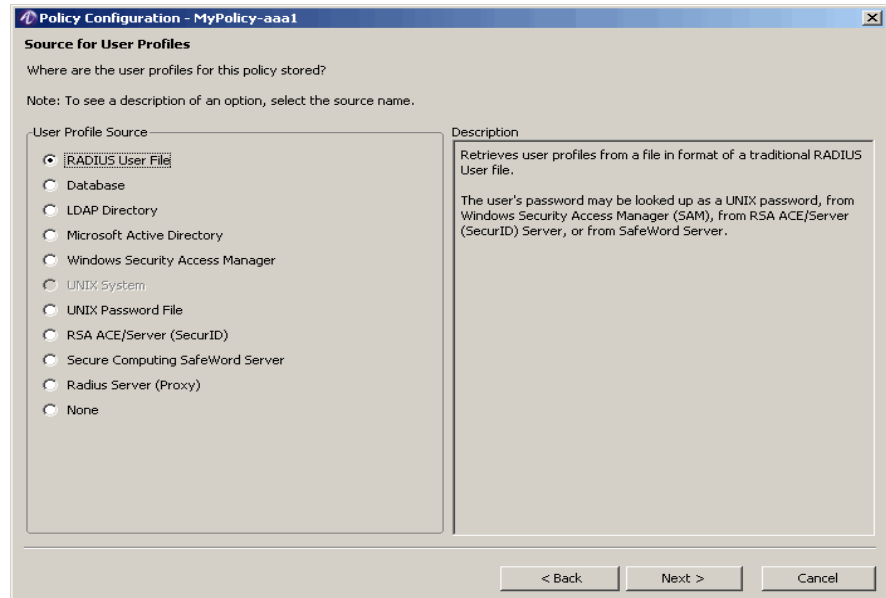 Policy Configuration - MyPolicy-aaa1
Source for User Profiles
Where are the user profiles for this policy stored?
Note: To see a description of an option, select the source name.
User Profile Source
RADIUS User File
Database
LDAP Directory
Microsoft Active Directory
Windows Security Access Manager
UNIX System
UNIX Password File
RSA ACE/Server (SecurID)
Secure Computing SafeWord Server
Radius Server (Proxy)
None
Description
Retrieves user profiles from a file in format of a traditional RADIUS
User file.
The user's password may be looked up as a UNIX password, from
Windows Security Access Manager (SAM), from RSA ACE/Server
(SecurID) Server, or from SafeWord Server.
< Back
Next >
Cancel